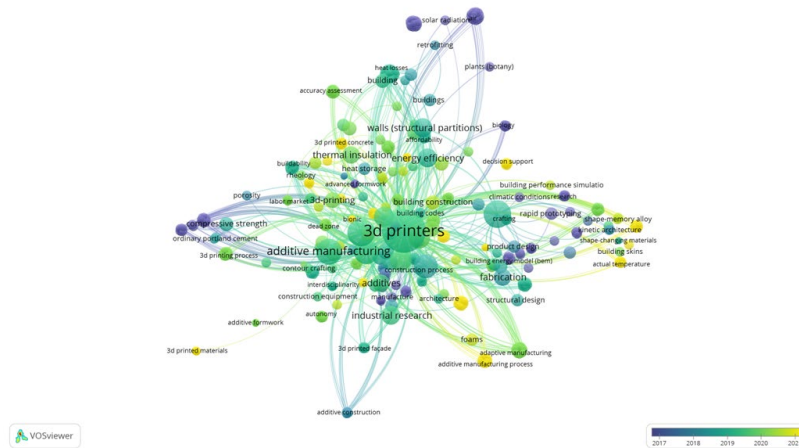 solar radiation
retrofiting
heat losses
plants (botany)
building
accuracy assessment
buildings
biology
walls (structural partitions)
affordability
3d printed concrete
thermal insulation
energy efficiency
decision support
buildability
heat storage
rheology
advanced formwork
building performance simulatio
porosity
labor market
3d-printing
building construction
climatic conditions
research
building codes
rapid prototyping
bionic
crafting
shape-memory alloy
compressive strength
dead zone
3d printers
kinetic architecture
ordinary portland cement
shape-changing materials
additive manufacturing
product design
building skins
3d printing process
building energy model (bem)
actual temperature
contour crafting
construction process
fabrication
interdisciplinarity
additives
construction equipment
manufacture
architecture
structural design
autonomy
industrial research
additive formwork
foams
3d printed materials
3d printed façade
adaptive manufacturing
additive manufacturing process
additive construction
VOSviewer
2017
2018
2019
2020